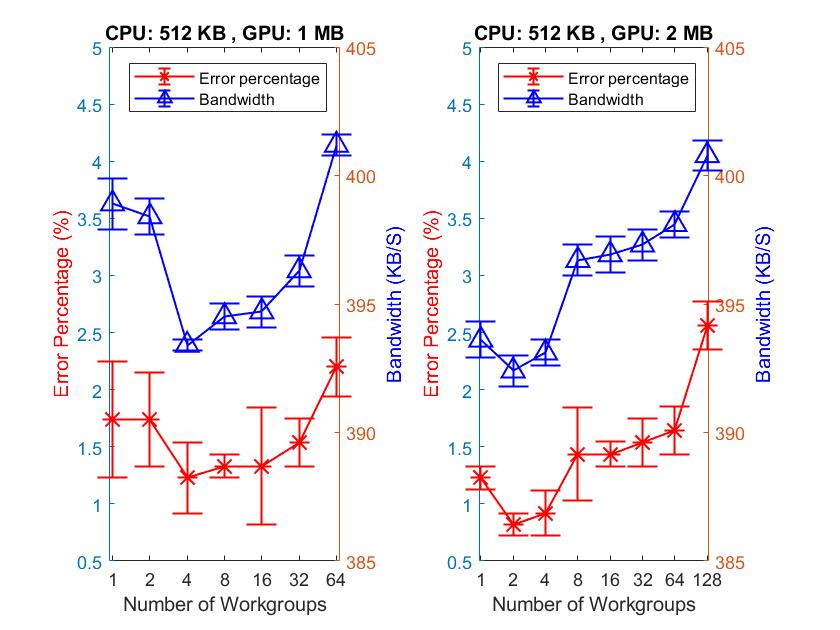 CPU: 512 KB , GPU: 1 MB
Error percentage
Bandwidth
5
4.5
4
3.5
3
2.5
2
1.5
1
0.5
405
400
395
390
385
Error Percentage (%)
Bandwidth (KB/S)
1 2 4 8 16 32 64
Number of Workgroups
CPU: 512 KB , GPU: 2 MB
Error percentage
Bandwidth
5
4.5
4
3.5
3
2.5
2
1.5
1
0.5
405
400
395
390
385
Error Percentage (%)
Bandwidth (KB/S)
1 2 4 8 16 32 64 128
Number of Workgroups